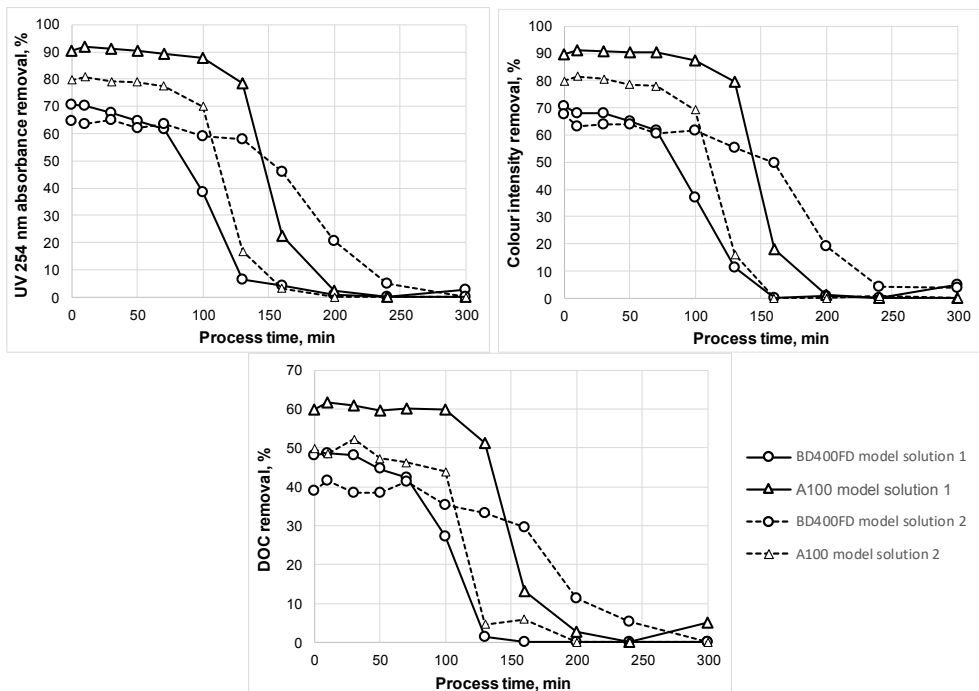 UV 254 nm absorbance removal, %
100
90
80
70
60
50
40
30
20
10
0
0 50 100 150 200 250 300
Process time, min
Colour intensity removal, %
100
90
80
70
60
50
40
30
20
10
0
0 50 100 150 200 250 300
Process time, min
DOC removal, %
70
60
50
40
30
20
10
0
0 50 100 150 200 250 300
Process time, min
BD400FD model solution 1
A100 model solution 1
BD400FD model solution 2
A100 model solution 2